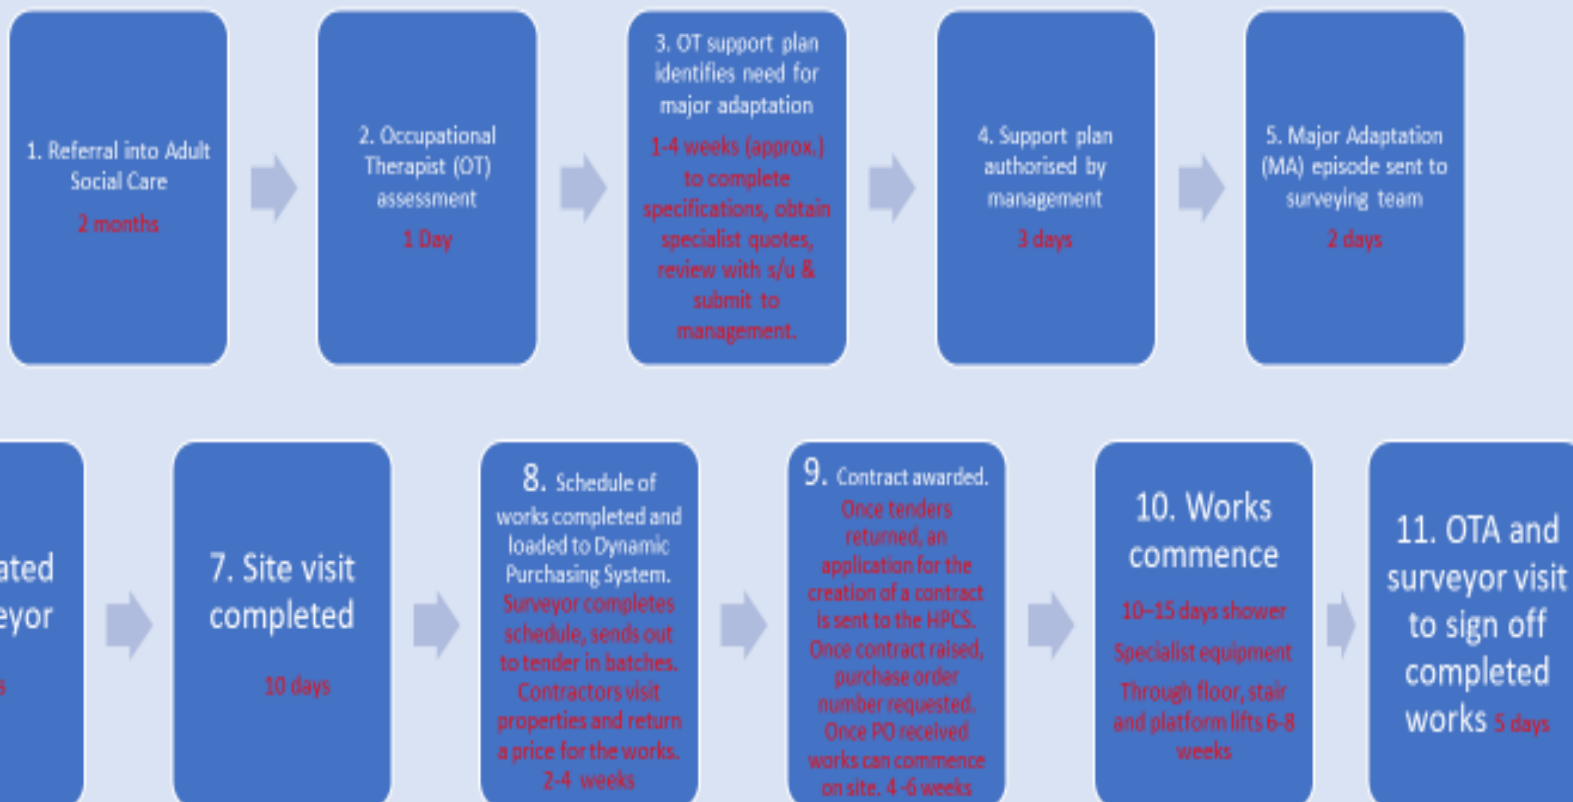 1. Referral into Adult
Social Care
2 months
2. Occupational
Therapist (OT)
assessment
1 Day
3. OT support plan
identifies need for
major adaptation
1-4 weeks (approx.)
to complete
specifications, obtain
specialist quotes,
review with s/u &
submit to
management.
4. Support plan
authorised by
management
3 days
5. Major Adaptation
(MA) episode sent to
surveying team
2 days
7. Site visit
completed
10 days
8. Schedule of
works completed and
loaded to Dynamic
Purchasing System.
Surveyor completes
schedule, sends out
to tender in batches.
Contractors visit
properties and return
a price for the works.
2-4 weeks
9. Contract awarded.
Once tenders
returned, an
application for the
creation of a contract
is sent to the HPCS.
Once contract raised,
purchase order
number requested.
Once PO received
works can commence
on site. 4 -6 weeks
10. Works
commence
10–15 days shower
Specialist equipment
Through floor, stair
and platform lifts 6-8
weeks
11. OTA and
surveyor visit
to sign off
completed
works 5 days